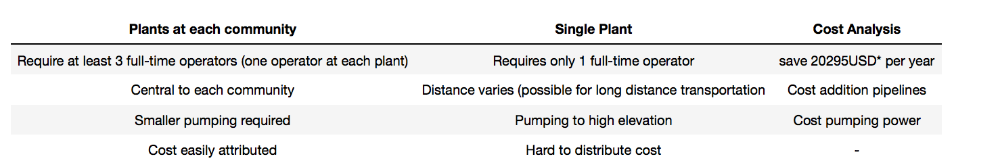 Plants at each community Single Plant Cost Analysis
Require at least 3 full-time operators (one operator at each plant) Requires only 1 full-time operator save 20295USD* per year
Central to each community Distance varies (possible for long distance transportation Cost addition pipelines
Smaller pumping required Pumping to high elevation Cost pumping power
Cost easily attributed Hard to distribute cost -